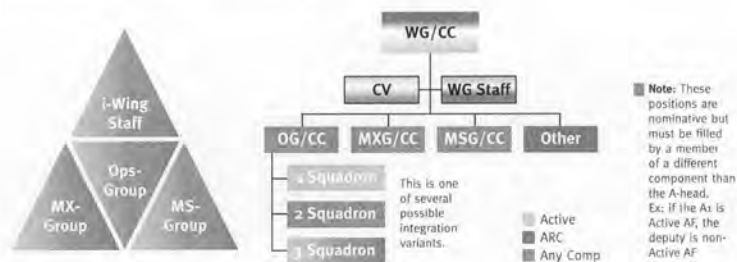 i-Wing
Staff
Ops-
Group
MX-
Group
MS-
Group
WG/CC
CV
WG Staff
OG/CC
MXG/CC
MSG/CC
Other
1 Squadron
2 Squadron
3 Squadron
This is one
of several
possible
integration
variants.
Active
ARC
Any Comp
Note: These
positions are
nominative but
must be filled
by a member
of a different
component than
the A-head.
Ex: if the A1 is
Active AF, the
deputy is non-
Active AF